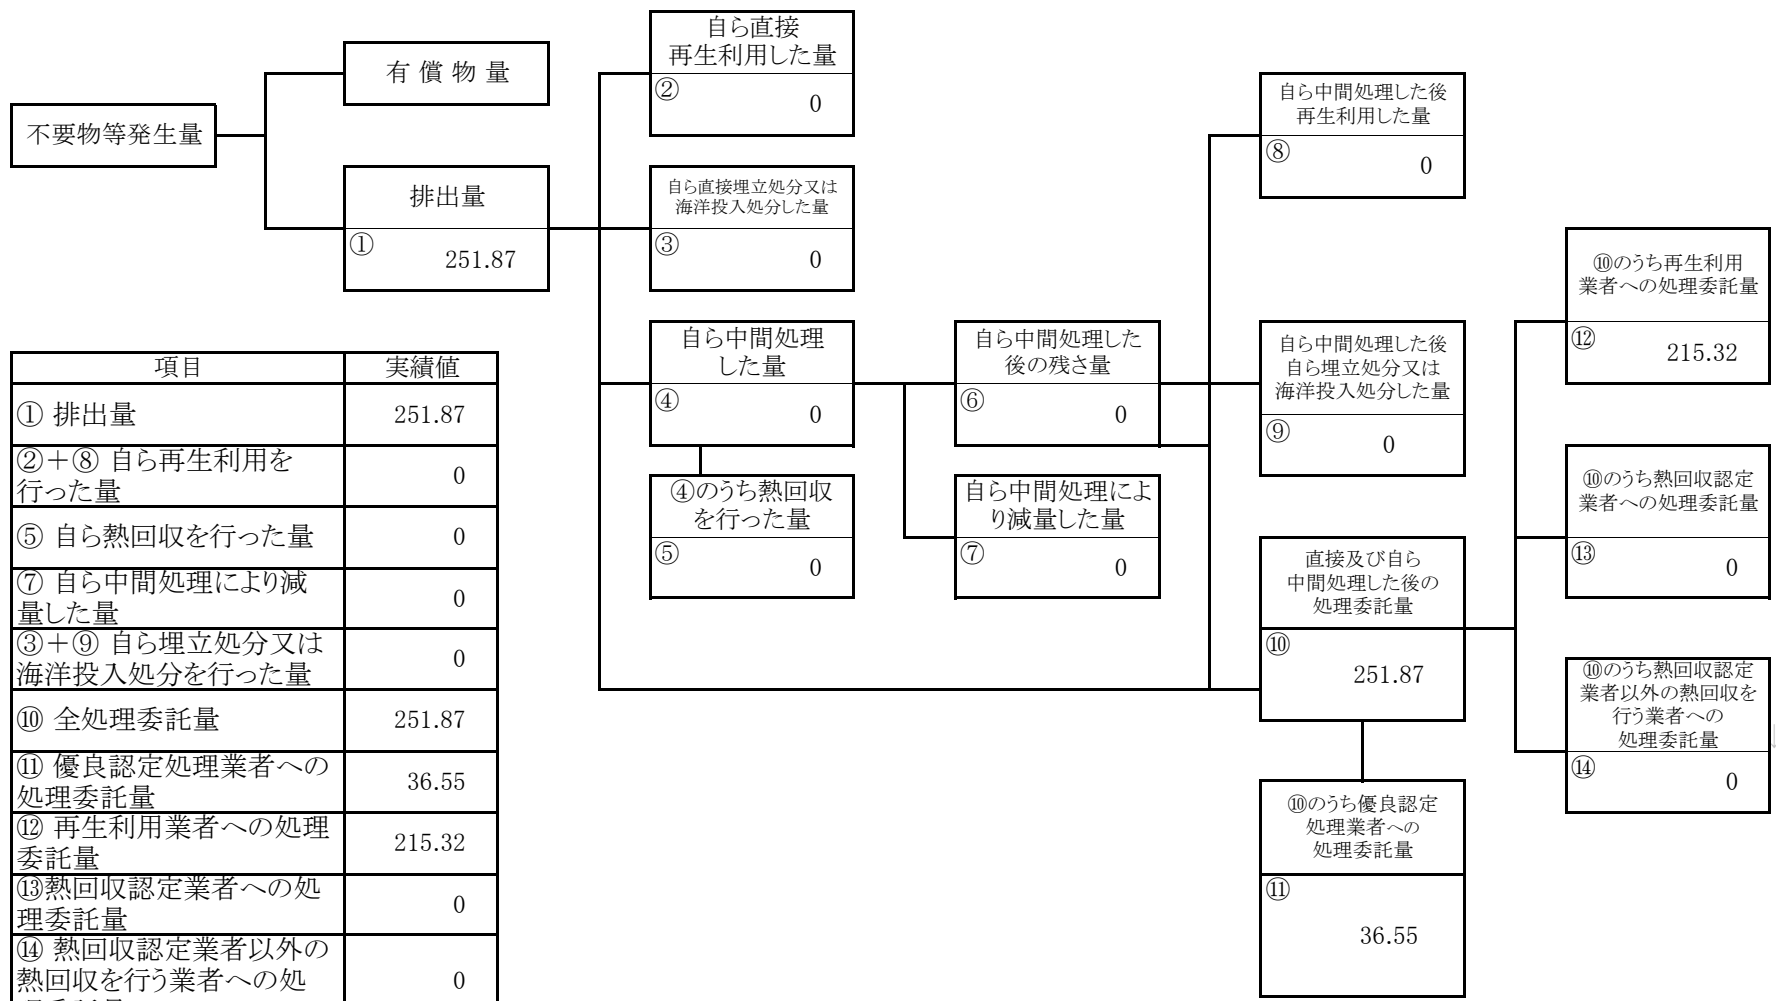 不要物等発生量
有 償 物 量
排出量
①
251.87
自ら直接
再生利用した量
②
0
自ら直接埋立処分又は
海洋投入処分した量
③
0
自ら中間処理
した量
④
0
④のうち熱回収
を行った量
⑤
0
自ら中間処理した
後の残さ量
⑥
0
自ら中間処理によ
り減量した量
⑦
0
自ら中間処理した後
再生利用した量
⑧
0
自ら中間処理した後
自ら埋立処分又は
海洋投入処分した量
⑨
0
直接及び自ら
中間処理した後の
処理委託量
⑩
251.87
⑩のうち優良認定
処理業者への
処理委託量
⑪
36.55
⑩のうち再生利用
業者への処理委託量
⑫
215.32
⑩のうち熱回収認定
業者への処理委託量
⑬
0
⑩のうち熱回収認定
業者以外の熱回収を
行う業者への
処理委託量
⑭
0
項目 実績値
① 排出量 251.87
②＋⑧ 自ら再生利用を
行った量
0
⑤ 自ら熱回収を行った量 0
⑦ 自ら中間処理により減
量した量
0
③＋⑨ 自ら埋立処分又は
海洋投入処分を行った量
0
⑩ 全処理委託量 251.87
⑪ 優良認定処理業者への
処理委託量
36.55
⑫ 再生利用業者への処理
委託量
215.32
⑬熱回収認定業者への処
理委託量
0
⑭ 熱回収認定業者以外の
熱回収を行う業者への処
0